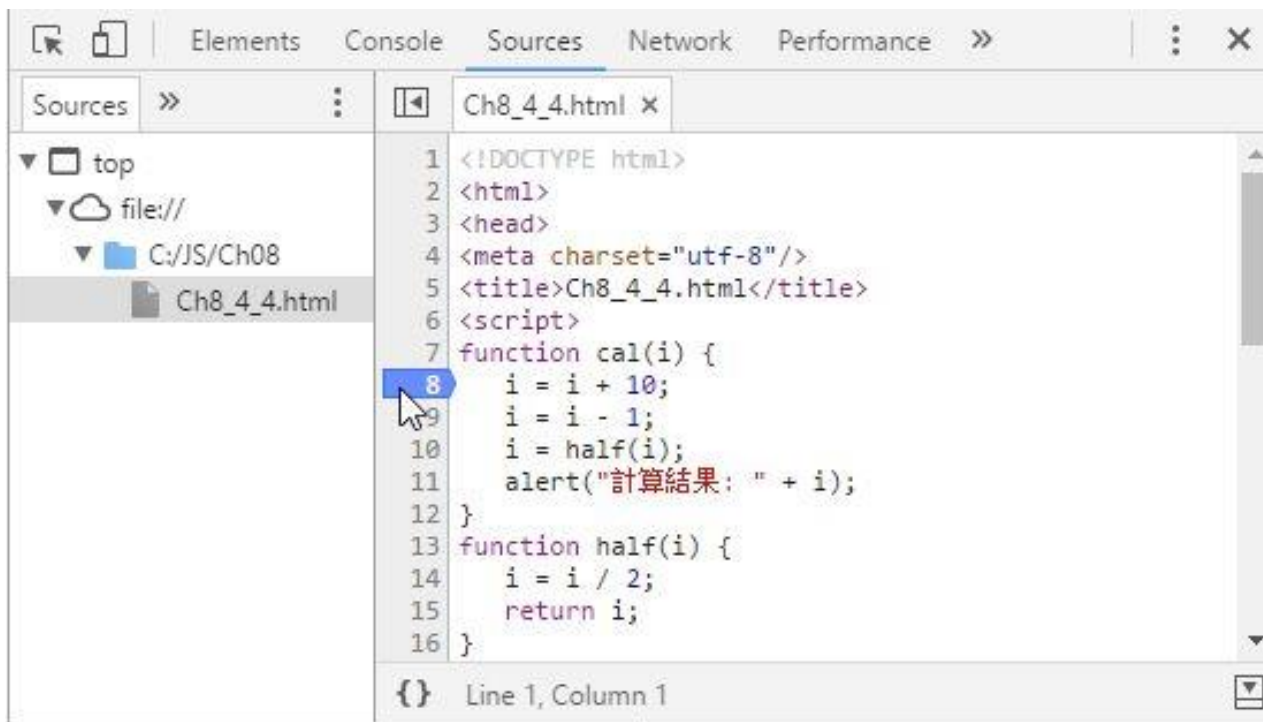 Elements Console Sources Network Performance »
Sources »
Ch8_4_4.html ×
top
file://
C:/JS/Ch08
Ch8_4_4.html
1 <!DOCTYPE html>
2 <html>
3 <head>
4 <meta charset="utf-8"/>
5 <title>Ch8_4_4.html</title>
6 <script>
7 function cal(i) {
8 i = i + 10;
9 i = i - 1;
10 i = half(i);
11 alert("計算結果: " + i);
12 }
13 function half(i) {
14 i = i / 2;
15 return i;
16 }
{} Line 1, Column 1